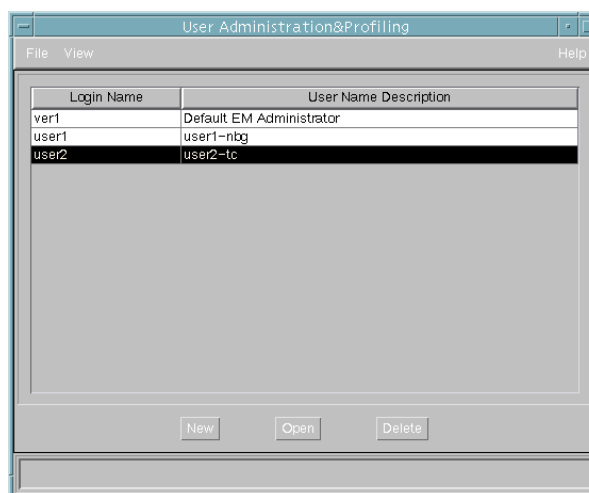 User Administration&Profiling
File View Help
Login Name User Name Description
ver1 Default EM Administrator
user1 user1-nbg
user2 user2-tc
New Open Delete